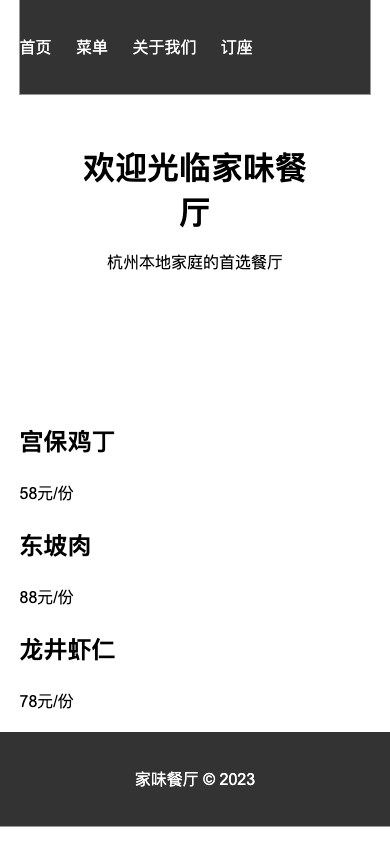 首页 菜单 关于我们 订座
欢迎光临家味餐
厅
杭州本地家庭的首选餐厅
宫保鸡丁
58元/份
东坡肉
88元/份
龙井虾仁
78元/份
家味餐厅 © 2023